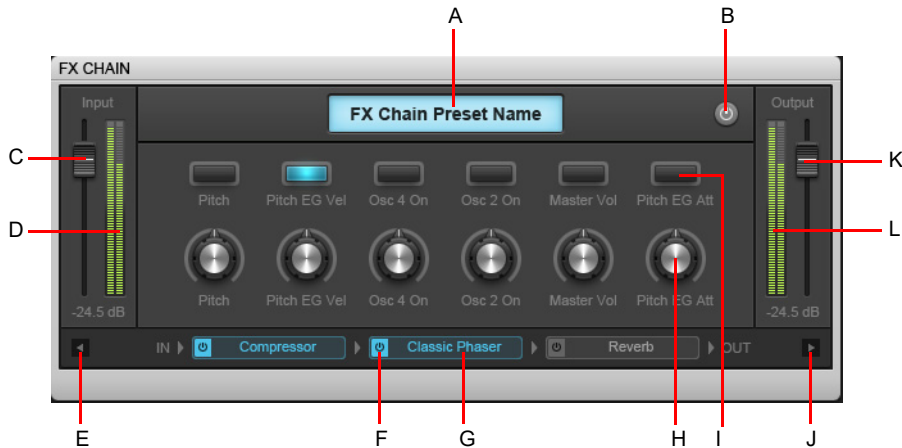 A B
FX CHAIN
Input FX Chain Preset Name Output
C K
Pitch Pitch EG Vel Osc 4 On Osc 2 On Master Vol Pitch EG Att
D L
Pitch Pitch EG Vel Osc 4 On Osc 2 On Master Vol Pitch EG Att
-24.5 dB -24.5 dB
IN Compressor Classic Phaser Reverb OUT
E F G H I J